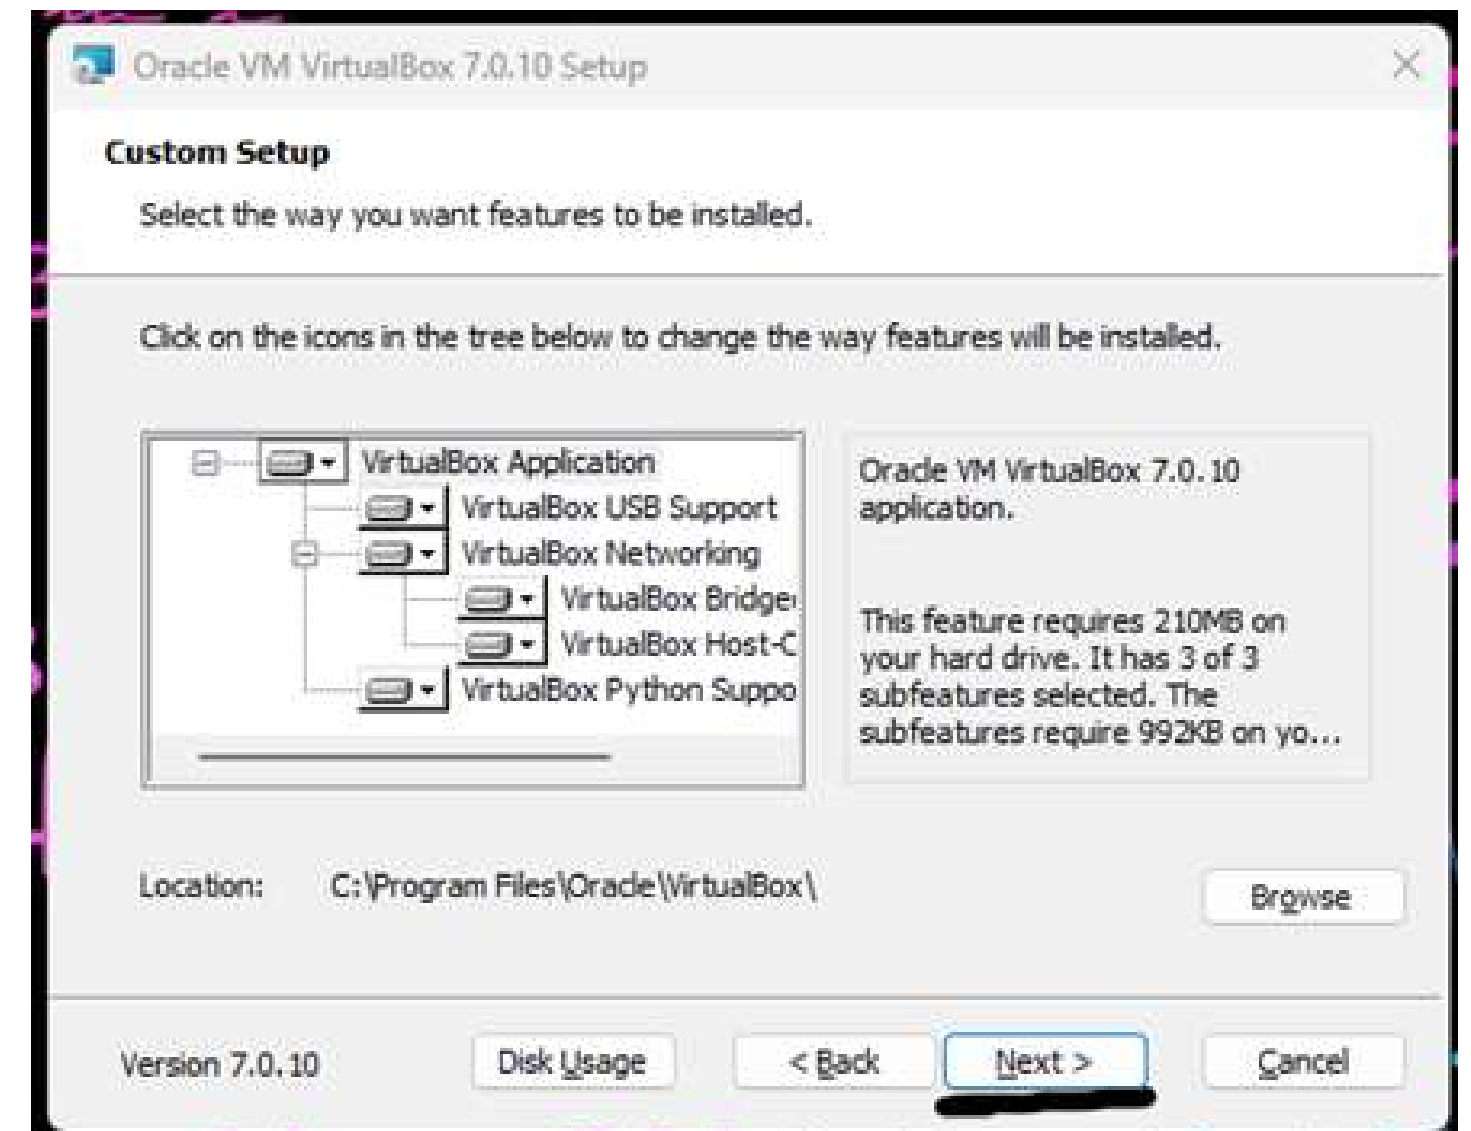 Oracle VM VirtualBox 7.0.10 Setup
Custom Setup
Select the way you want features to be installed.
Click on the icons in the tree below to change the way features will be installed.
VirtualBox Application
VirtualBox USB Support
VirtualBox Networking
VirtualBox Bridge
VirtualBox Host-C
VirtualBox Python Suppo
Oracle VM VirtualBox 7.0.10
application.
This feature requires 210MB on
your hard drive. It has 3 of 3
subfeatures selected. The
subfeatures require 992KB on yo...
Location: C:\Program Files\Oracle\VirtualBox\
Browse
Version 7.0.10 Disk Usage < Back Next > Cancel